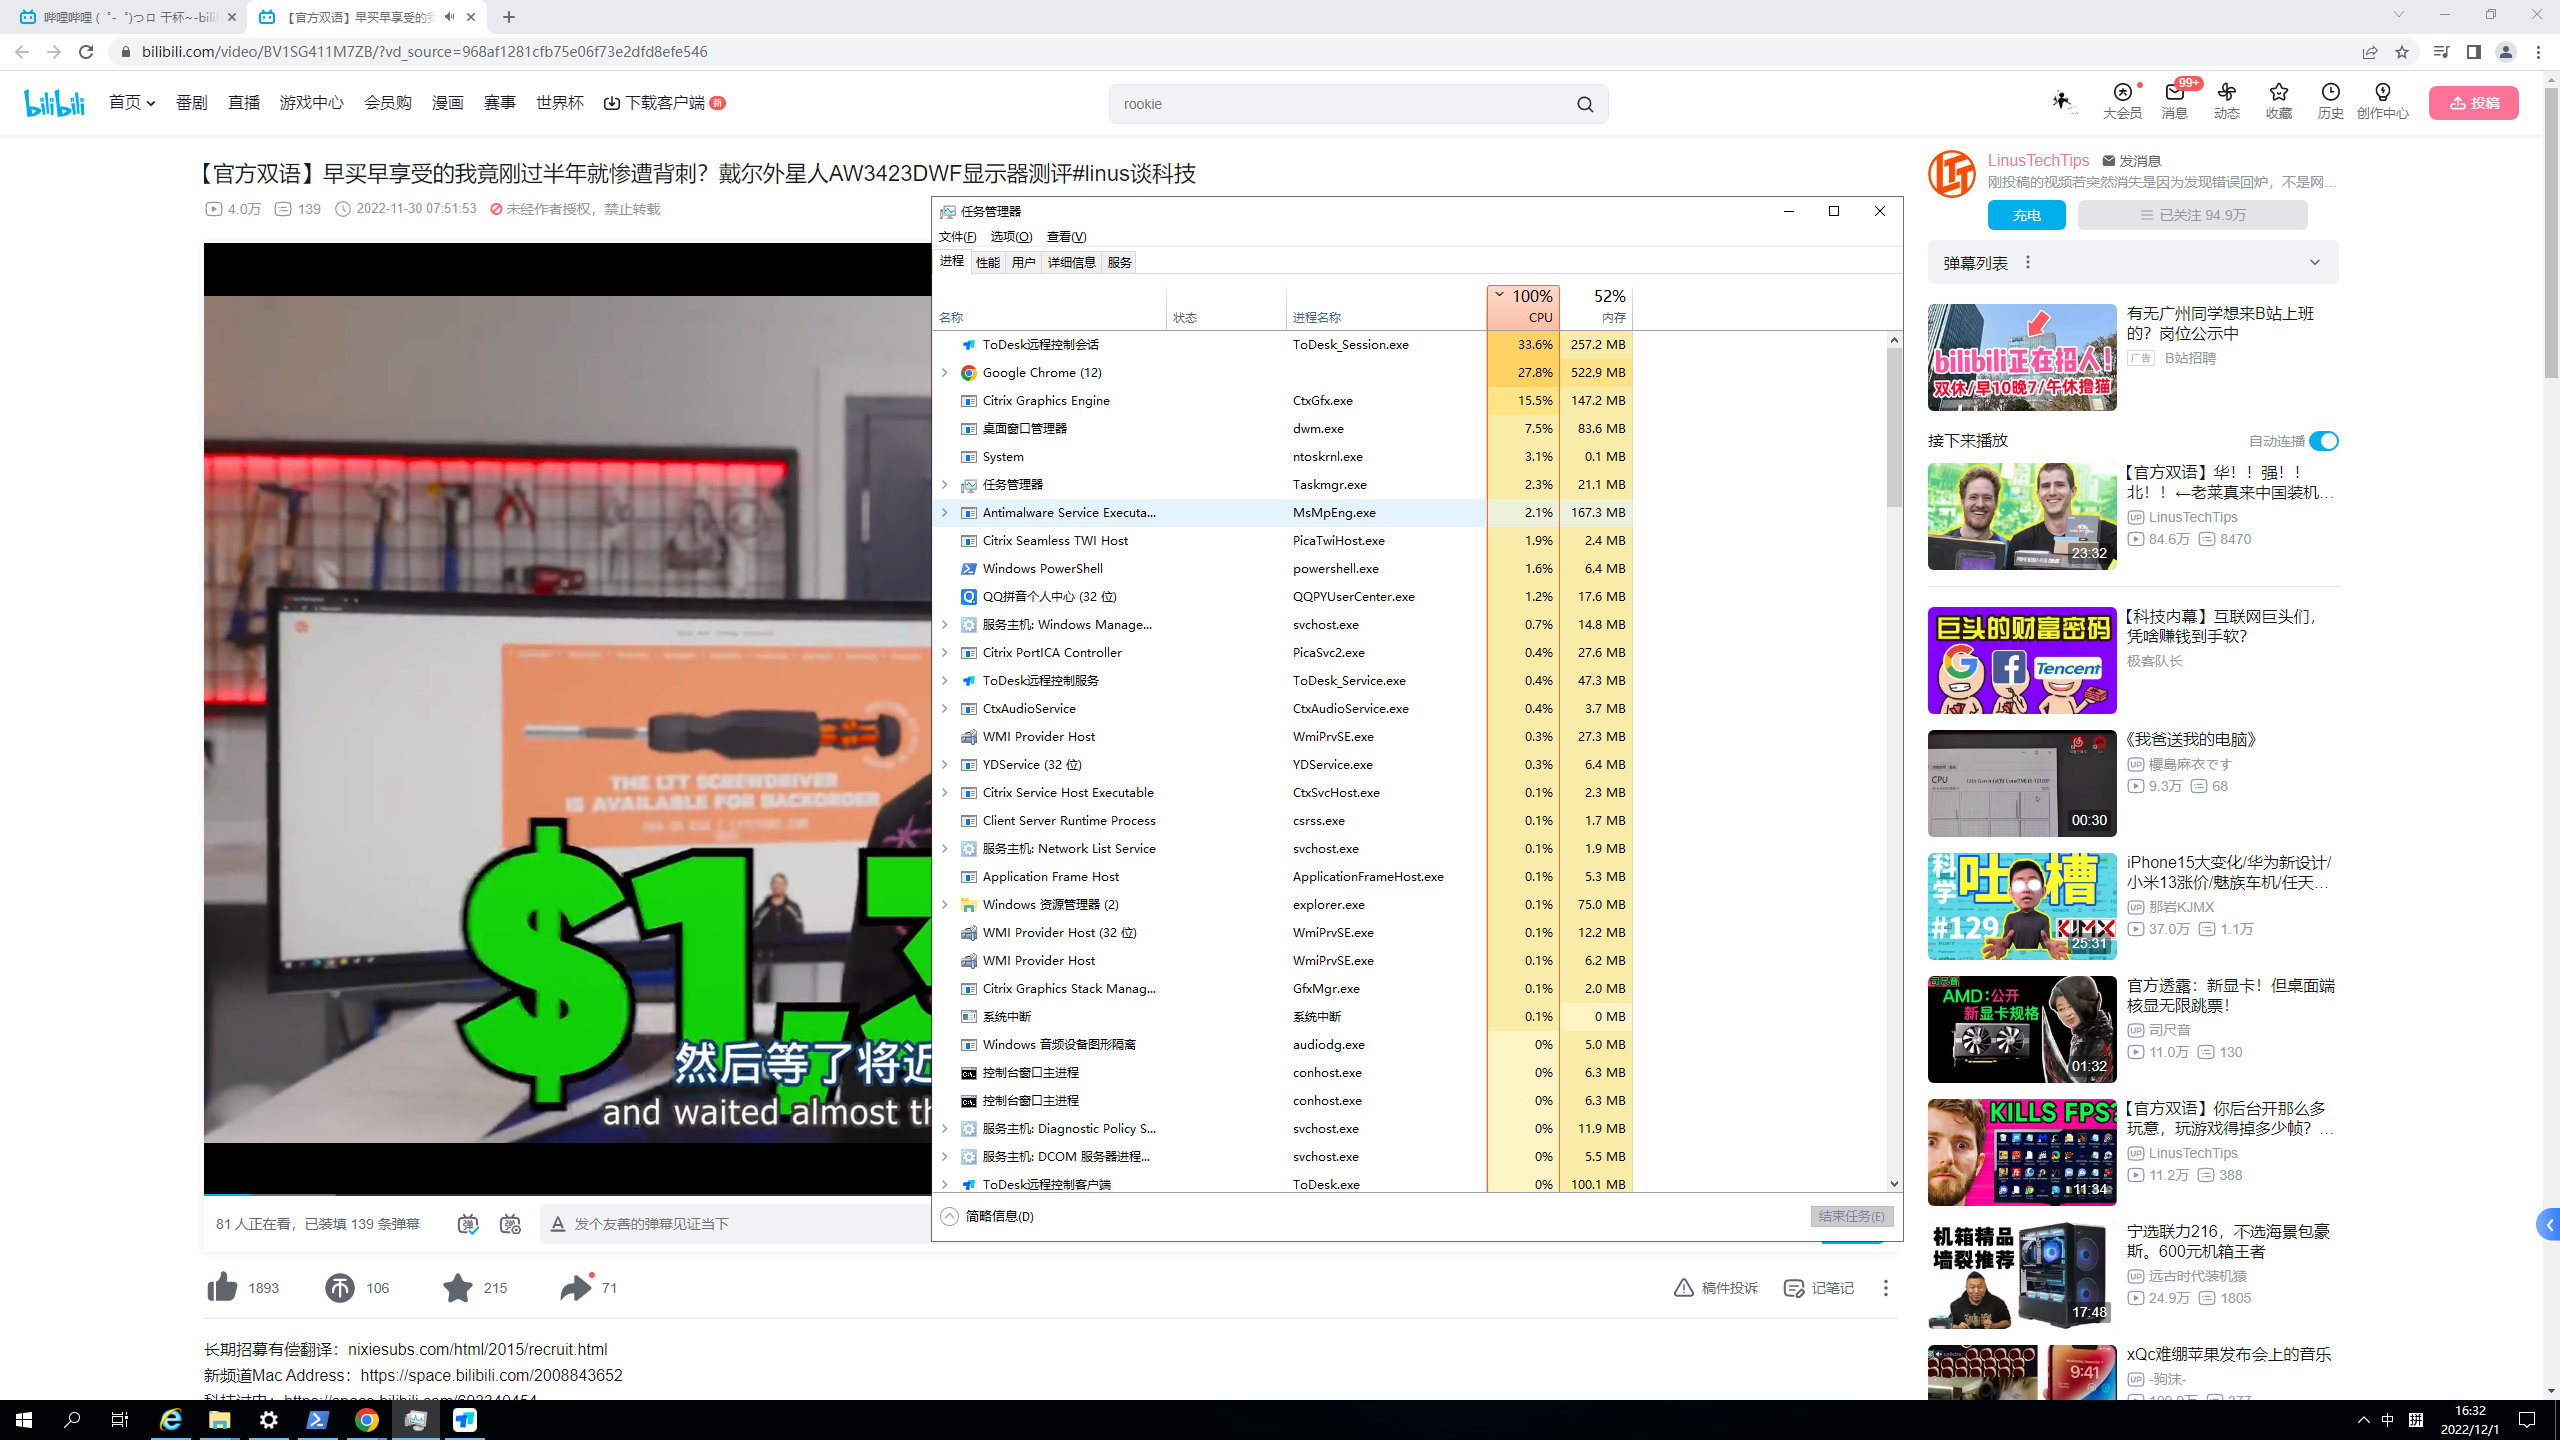 哔哩哔哩 (゜-゜)つロ 干杯~-bili
【官方双语】早买早享受的我
bilibili.com/video/BV1SG411M7ZB/?vd_source=968af1281cfb75e06f73e2dfd8efe546
bilibili
首页 番剧 直播 游戏中心 会员购 漫画 赛事 世界杯 下载客户端 新
rookie
大会员 消息 99+ 动态 收藏 历史 创作中心 投稿
【官方双语】早买早享受的我竟刚过半年就惨遭背刺？戴尔外星人AW3423DWF显示器测评#linus谈科技
4.0万 139 2022-11-30 07:51:53 未经作者授权，禁止转载
THE LTT SCREWDRIVER
IS AVAILABLE FOR BACKORDER
$1,3
然后等了将近
and waited almost th
81 人正在看，已装填 139 条弹幕
发个友善的弹幕见证当下
1893 106 215 71
稿件投诉 记笔记
长期招募有偿翻译：nixiesubs.com/html/2015/recruit.html
新频道Mac Address：https://space.bilibili.com/2008843652
任务管理器
文件(F) 选项(O) 查看(V)
进程 性能 用户 详细信息 服务
名称 状态 进程名称 100% CPU 52% 内存
ToDesk远程控制会话 ToDesk_Session.exe 33.6% 257.2 MB
Google Chrome (12) 27.8% 522.9 MB
Citrix Graphics Engine CtxGfx.exe 15.5% 147.2 MB
桌面窗口管理器 dwm.exe 7.5% 83.6 MB
System ntoskrnl.exe 3.1% 0.1 MB
任务管理器 Taskmgr.exe 2.3% 21.1 MB
Antimalware Service Executa... MsMpEng.exe 2.1% 167.3 MB
Citrix Seamless TWI Host PicaTwiHost.exe 1.9% 2.4 MB
Windows PowerShell powershell.exe 1.6% 6.4 MB
QQ拼音个人中心 (32 位) QQPYUserCenter.exe 1.2% 17.6 MB
服务主机: Windows Manage... svchost.exe 0.7% 14.8 MB
Citrix PortICA Controller PicaSvc2.exe 0.4% 27.6 MB
ToDesk远程控制服务 ToDesk_Service.exe 0.4% 47.3 MB
CtxAudioService CtxAudioService.exe 0.4% 3.7 MB
WMI Provider Host WmiPrvSE.exe 0.3% 27.3 MB
YDService (32 位) YDService.exe 0.3% 6.4 MB
Citrix Service Host Executable CtxSvcHost.exe 0.1% 2.3 MB
Client Server Runtime Process csrss.exe 0.1% 1.7 MB
服务主机: Network List Service svchost.exe 0.1% 1.9 MB
Application Frame Host ApplicationFrameHost.exe 0.1% 5.3 MB
Windows 资源管理器 (2) explorer.exe 0.1% 75.0 MB
WMI Provider Host (32 位) WmiPrvSE.exe 0.1% 12.2 MB
WMI Provider Host WmiPrvSE.exe 0.1% 6.2 MB
Citrix Graphics Stack Manag... GfxMgr.exe 0.1% 2.0 MB
系统中断 系统中断 0.1% 0 MB
Windows 音频设备图形隔离 audiodg.exe 0% 5.0 MB
控制台窗口主进程 conhost.exe 0% 6.3 MB
控制台窗口主进程 conhost.exe 0% 6.3 MB
服务主机: Diagnostic Policy S... svchost.exe 0% 11.9 MB
服务主机: DCOM 服务器进程... svchost.exe 0% 5.5 MB
ToDesk远程控制客户端 ToDesk.exe 0% 100.1 MB
简略信息(D) 结束任务(E)
LinusTechTips 发消息
刚投稿的视频若突然消失是因为发现错误回炉，不是网...
充电 已关注 94.9万
弹幕列表
bilibili正在招人!
双休/早10晚7/午休撸猫
有无广州同学想来B站上班的？岗位公示中
广告 B站招聘
接下来播放 自动连播
23:32
【官方双语】华！！强！！北！！←老莱真来中国装机...
LinusTechTips
84.6万 8470
巨头的财富密码
Tencent
【科技内幕】互联网巨头们，凭啥赚钱到手软？
极客队长
CPU
00:30
《我爸送我的电脑》
樱島麻衣です
9.3万 68
科学吐槽
#129
KJMX
25:31
iPhone15大变化/华为新设计/小米13涨价/魅族车机/任天...
那岩KJMX
37.0万 1.1万
司尺音
AMD:公开
新显卡规格
01:32
官方透露：新显卡！但桌面端核显无限跳票！
司尺音
11.0万 130
KILLS FPS?
11:34
【官方双语】你后台开那么多玩意，玩游戏得掉多少帧？...
LinusTechTips
11.2万 388
机箱精品
墙裂推荐
17:48
宁选联力216，不选海景包豪斯。600元机箱王者
远古时代装机猿
24.9万 1805
9:41
xQc难绷苹果发布会上的音乐
-驹沫-
中 拼
16:32
2022/12/1